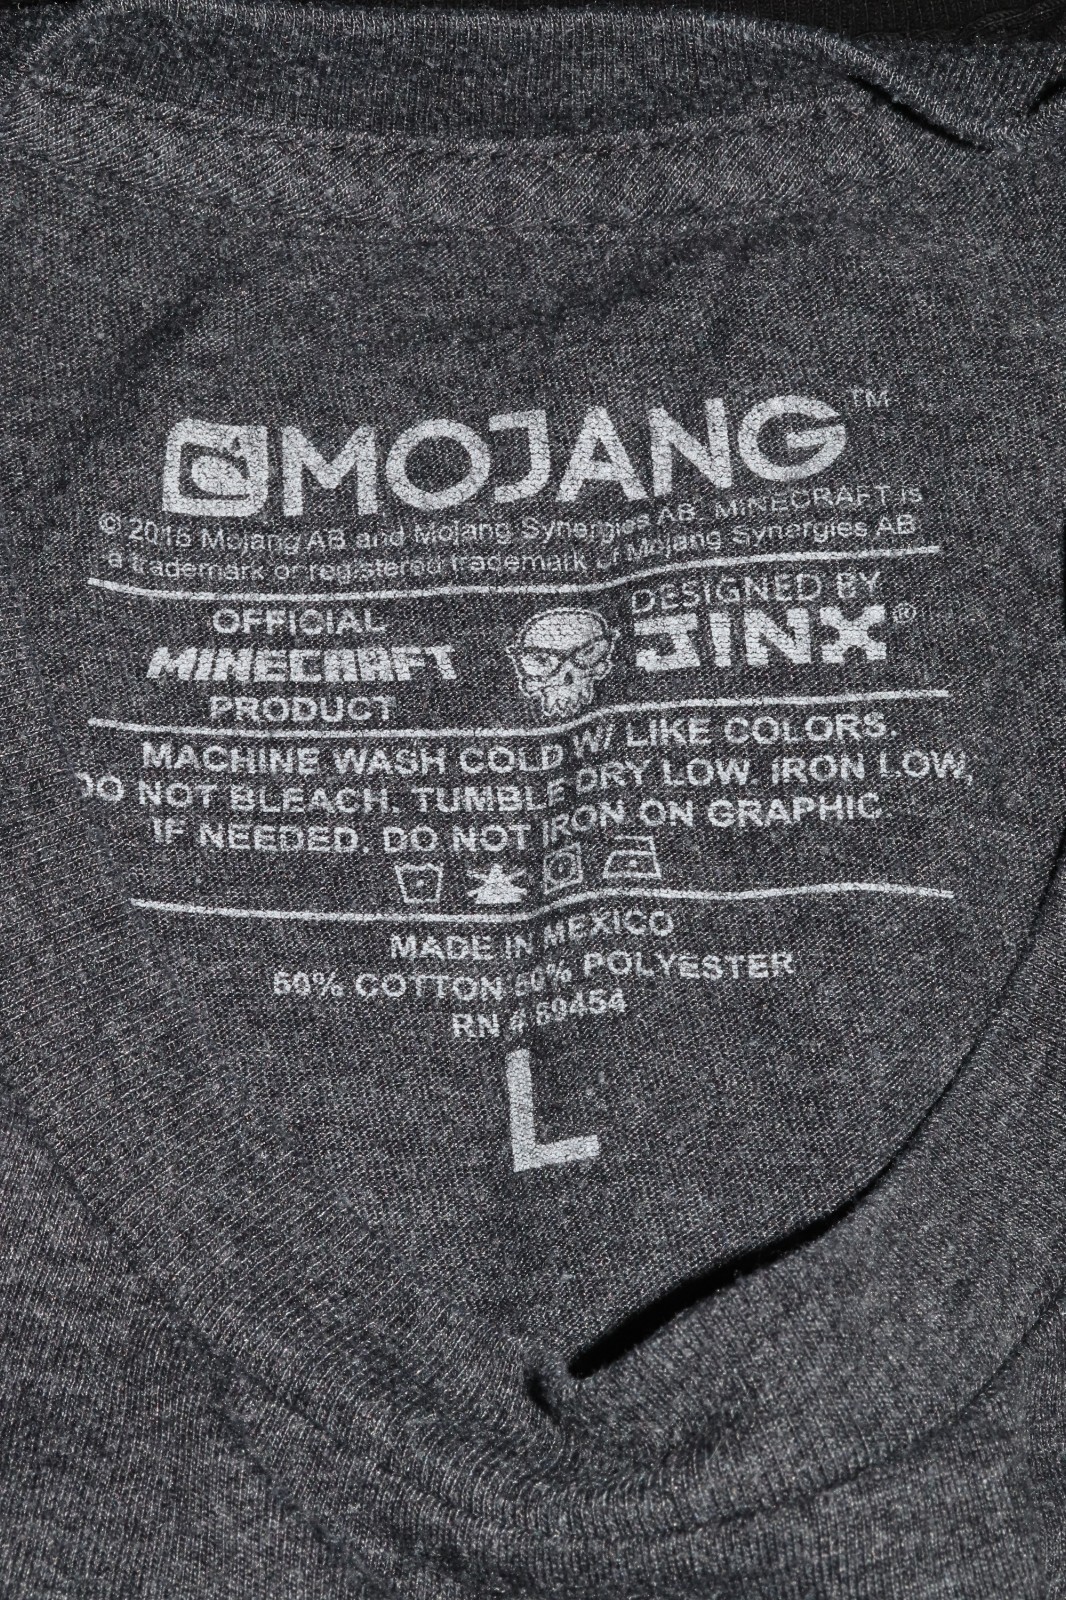 MOJANG™
© 2016 Mojang AB and Mojang Synergies AB. MINECRAFT is
a trademark or registered trademark of Mojang Synergies AB
OFFICIAL
MINECRAFT
PRODUCT
DESIGNED BY
JINX®
MACHINE WASH COLD W/ LIKE COLORS.
DO NOT BLEACH. TUMBLE DRY LOW. IRON LOW,
IF NEEDED. DO NOT IRON ON GRAPHIC.
MADE IN MEXICO
50% COTTON 50% POLYESTER
RN #
L